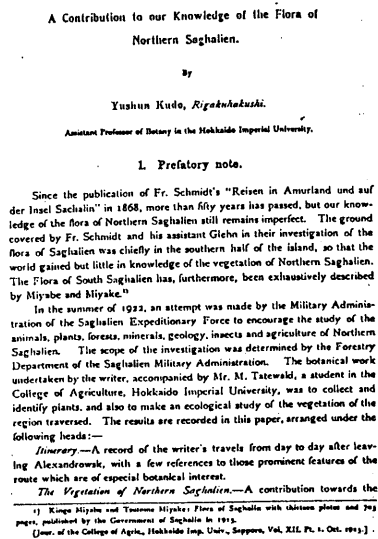 A Contribution to our Knowledge of the Flora of
Northern Saghalien.
By
Yushun Kudo, Rigakuhakushi.
Assistant Professor of Botany in the Hokkaido Imperial University.
1. Prefatory note.
Since the publication of Fr. Schmidt's "Reisen in Amurland und auf
der Insel Sachalin" in 1868, more than fifty years has passed, but our know-
ledge of the flora of Northern Saghalien still remains imperfect. The ground
covered by Fr. Schmidt and his assistant Glehn in their investigation of the
flora of Saghalien was chiefly in the southern half of the island, so that the
world gained but little in knowledge of the vegetation of Northern Saghalien.
The Flora of South Saghalien has, furthermore, been exhaustively described
by Miyabe and Miyake.¹⁾
In the summer of 1922, an attempt was made by the Military Adminis-
tration of the Saghalien Expeditionary Force to encourage the study of the
animals, plants, forests, minerals, geology, insects and agriculture of Northern
Saghalien. The scope of the investigation was determined by the Forestry
Department of the Saghalien Military Administration. The botanical work
undertaken by the writer, accompanied by Mr. M. Tatewaki, a student in the
College of Agriculture, Hokkaido Imperial University, was to collect and
identify plants, and also to make an ecological study of the vegetation of the
region traversed. The results are recorded in this paper, arranged under the
following heads:—
Itinerary.—A record of the writer's travels from day to day after leav-
ing Alexandrowsk, with a few references to those prominent features of the
route which are of especial botanical interest.
The Vegetation of Northern Saghalien.—A contribution towards the
1) Kingo Miyabe and Tsutome Miyake: Flora of Saghalin with thirteen plates and
pages, published by the Government of Saghalin in 1915.
[Jour. of the College of Agric., Hokkaido Imp. Univ., Sapporo, Vol. XII, Pt. 1, Oct. 1923.]